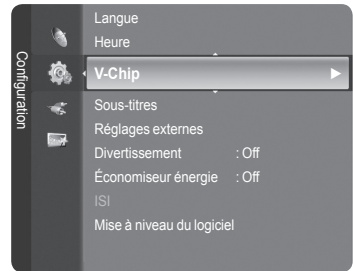 Configuration
Langue
Heure
V-Chip
Sous-titres
Réglages externes
Divertissement : Off
Économiseur énergie : Off
ISI
Mise à niveau du logiciel